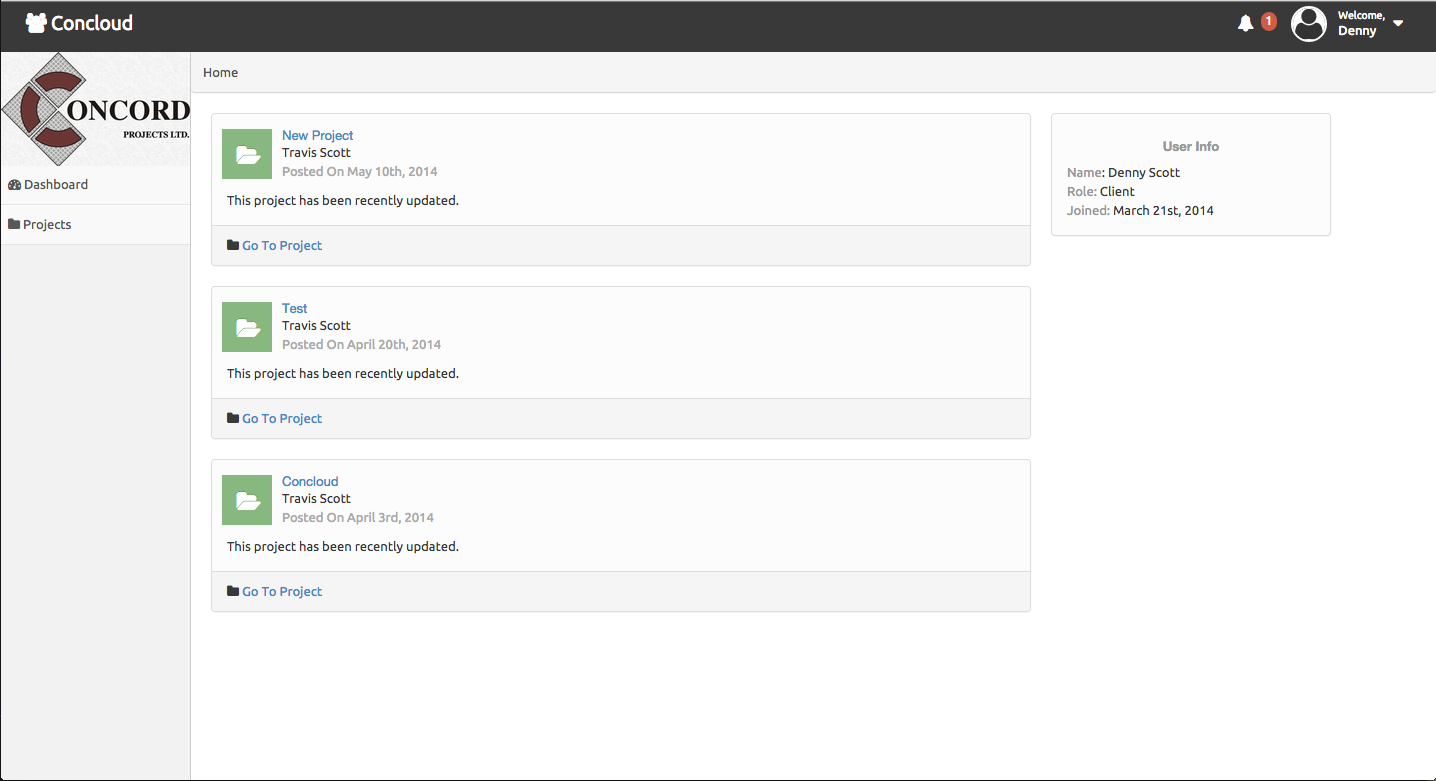 Concloud
1
Welcome,
Denny
ONCORD
PROJECTS LTD.
Dashboard
Projects
Home
New Project
Travis Scott
Posted On May 10th, 2014
This project has been recently updated.
Go To Project
Test
Travis Scott
Posted On April 20th, 2014
This project has been recently updated.
Go To Project
Concloud
Travis Scott
Posted On April 3rd, 2014
This project has been recently updated.
Go To Project
User Info
Name: Denny Scott
Role: Client
Joined: March 21st, 2014